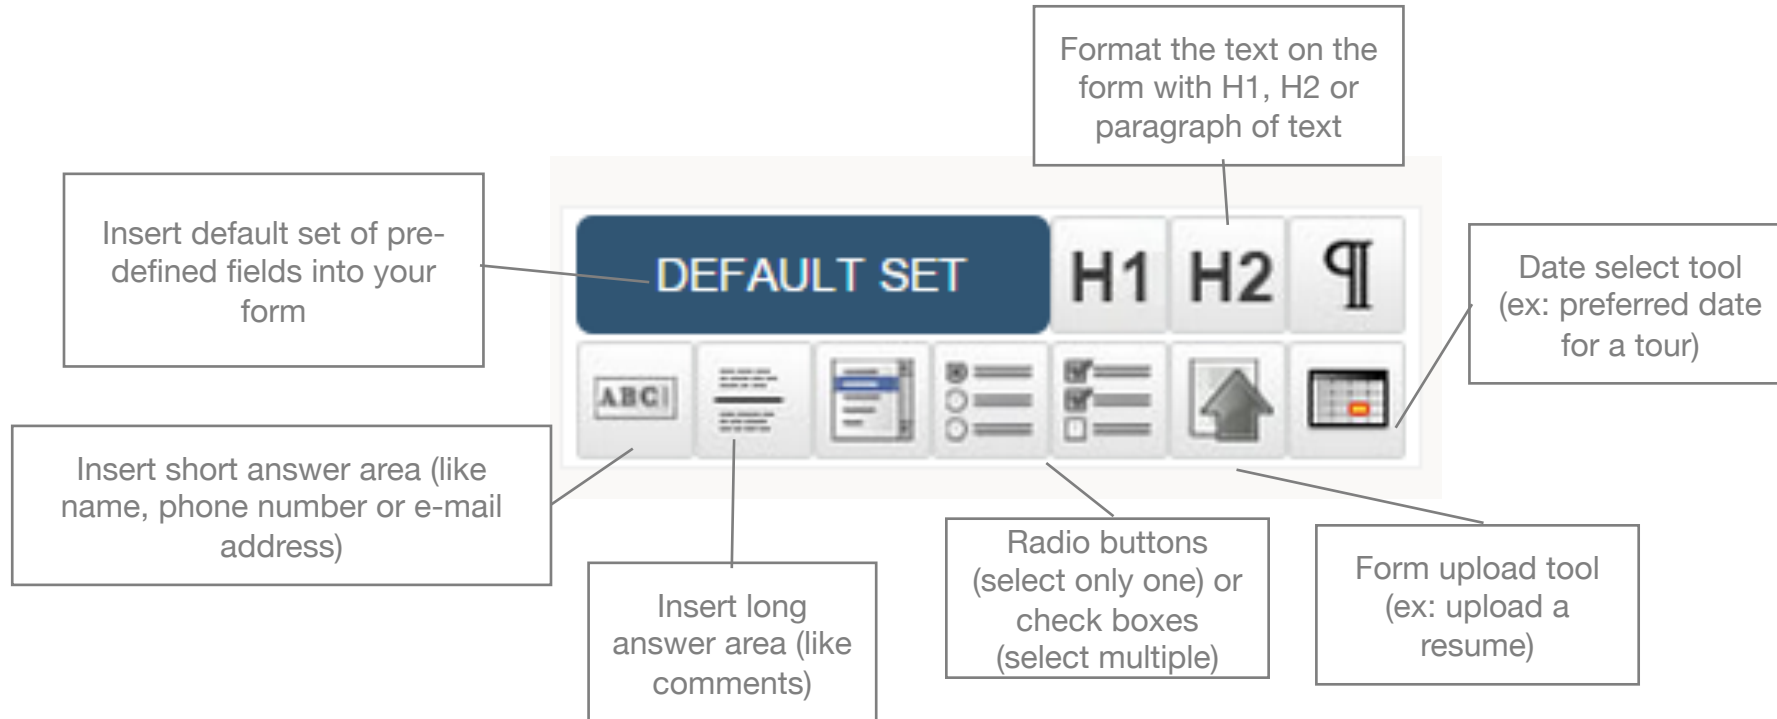 Format the text on the
form with H1, H2 or
paragraph of text
Insert default set of pre-
defined fields into your
form
DEFAULT SET
H1
H2
¶
Date select tool
(ex: preferred date
for a tour)
ABC
Insert short answer area (like
name, phone number or e-mail
address)
Insert long
answer area (like
comments)
Radio buttons
(select only one) or
check boxes
(select multiple)
Form upload tool
(ex: upload a
resume)